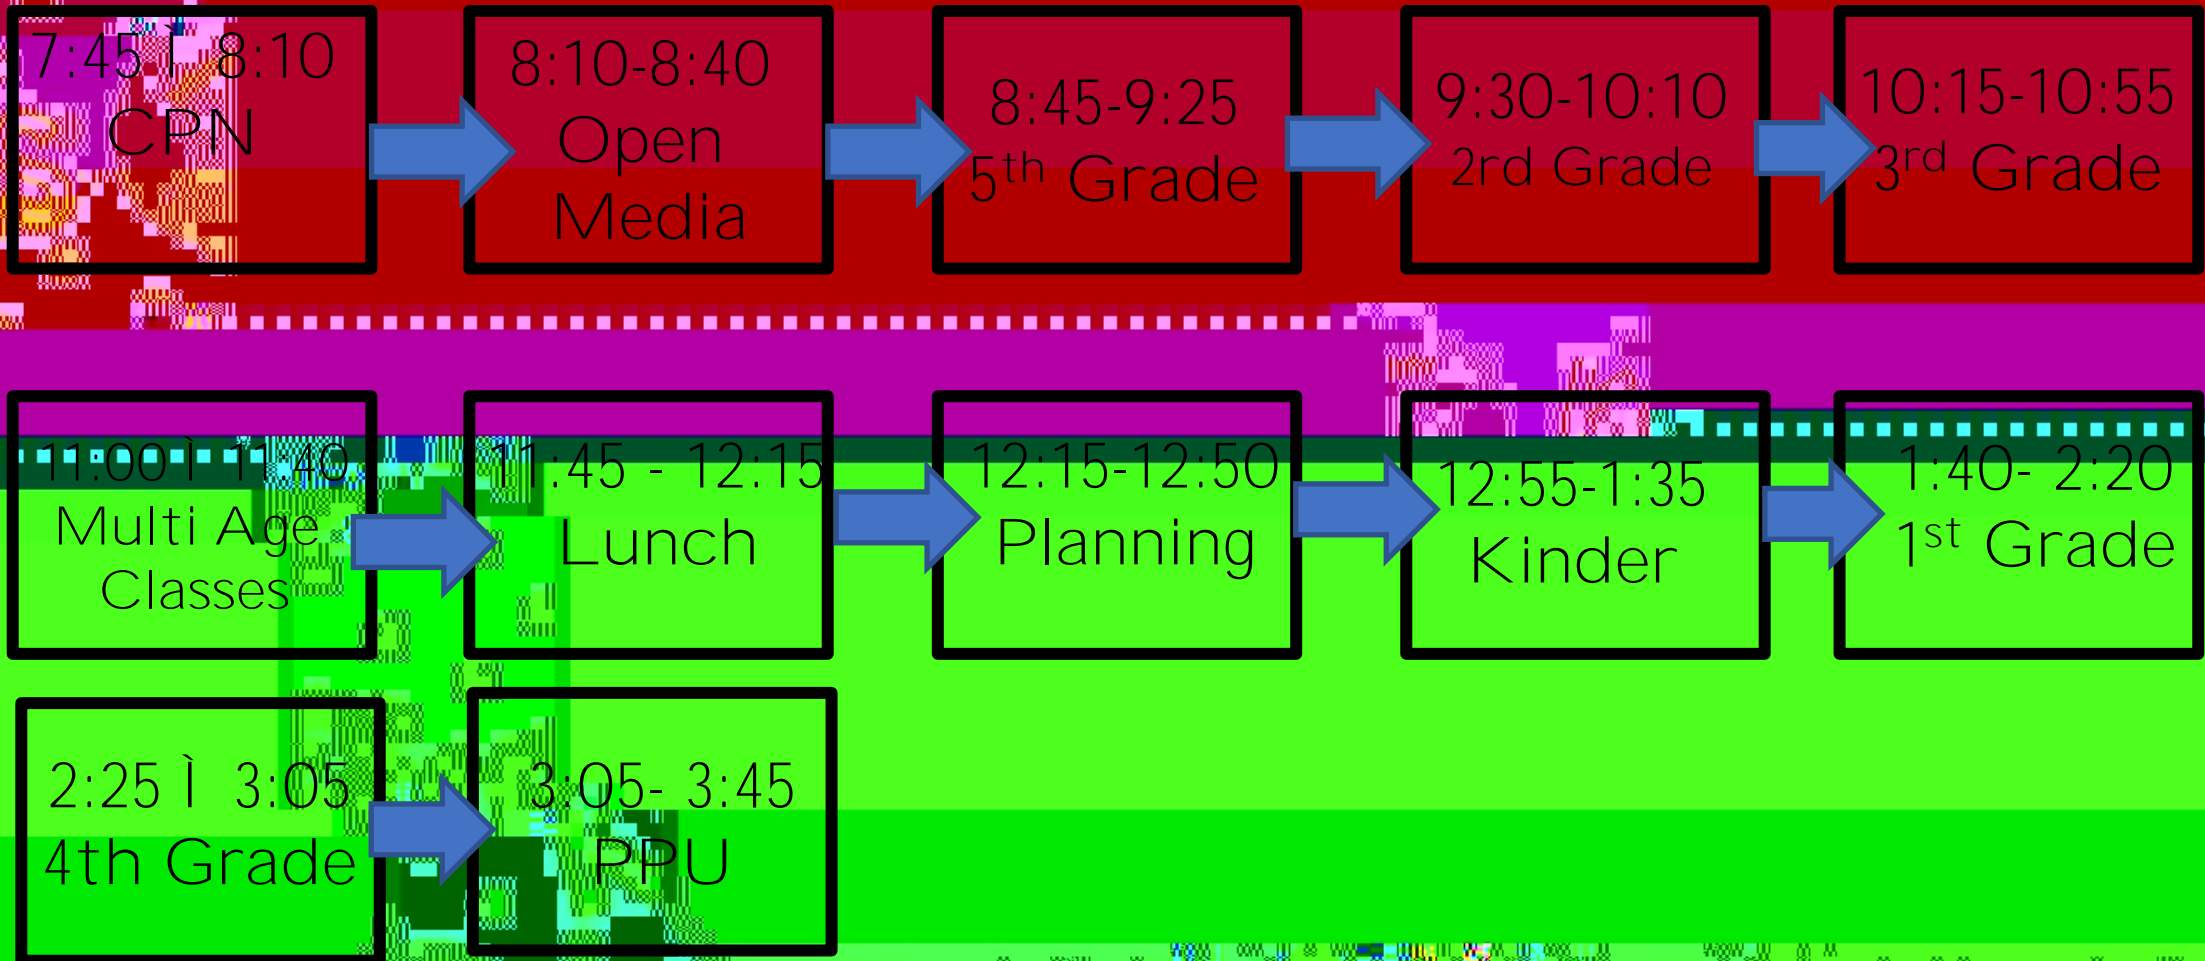 7:45 Ì 8:10
CPN
8:10-8:40
Open
Media
8:45-9:25
5th Grade
9:30-10:10
2rd Grade
10:15-10:55
3rd Grade
11:00 Ì 11:40
Multi Age
Classes
11:45 - 12:15
Lunch
12:15-12:50
Planning
12:55-1:35
Kinder
1:40- 2:20
1st Grade
2:25 Ì 3:05
4th Grade
3:05- 3:45
PPU